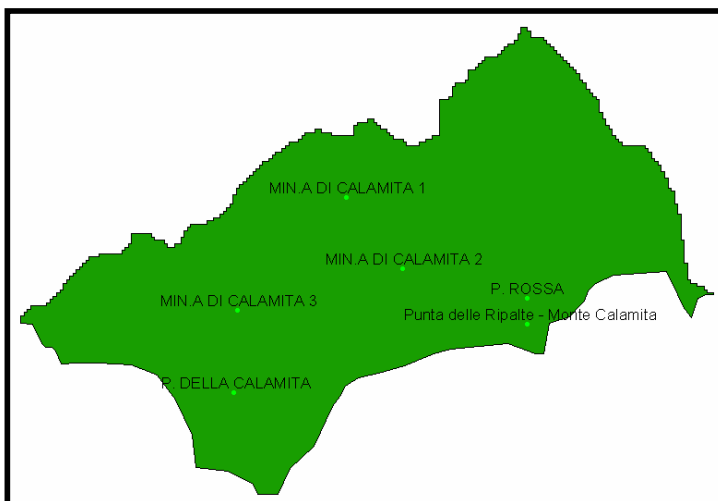 MIN.A DI CALAMITA 1
MIN.A DI CALAMITA 2
P. ROSSA
MIN.A DI CALAMITA 3
Punta delle Ripalte - Monte Calamita
P. DELLA CALAMITA